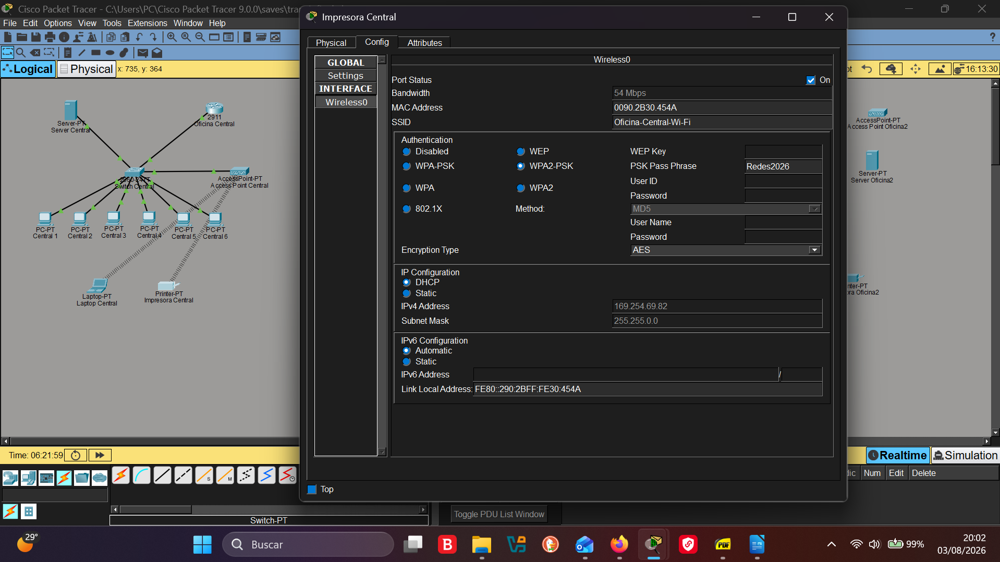 Cisco Packet Tracer - C:\Users\PC\Cisco Packet Tracer 9.0.0\saves\tra
File Edit Options View Tools Extensions Window Help
Logical Physical x: 735, y: 364
16:13:30
Server-PT
Server Central
2911
Oficina Central
Switch Central
AccessPoint-PT
Access Point Central
PC-PT
Central 1
PC-PT
Central 2
PC-PT
Central 3
PC-PT
Central 4
PC-PT
Central 5
PC-PT
Central 6
Laptop-PT
Laptop Central
Printer-PT
Impresora Central
AccessPoint-PT
Access Point Oficina2
Server-PT
Server Oficina2
nter-PT
ora Oficina2
Impresora Central
Physical Config Attributes
GLOBAL
Settings
INTERFACE
Wireless0
Wireless0
Port Status On
Bandwidth 54 Mbps
MAC Address 0090.2B30.454A
SSID Oficina-Central-Wi-Fi
Authentication
Disabled WEP WEP Key
WPA-PSK WPA2-PSK PSK Pass Phrase Redes2026
User ID
WPA WPA2
Password
802.1X Method: MD5
User Name
Password
Encryption Type AES
IP Configuration
DHCP
Static
IPv4 Address 169.254.69.82
Subnet Mask 255.255.0.0
IPv6 Configuration
Automatic
Static
IPv6 Address /
Link Local Address: FE80::290:2BFF:FE30:454A
Top
Time: 06:21:59
Realtime Simulation
dic Num Edit Delete
Switch-PT
Toggle PDU List Window
29°
Buscar
99%
20:02
03/08/2026